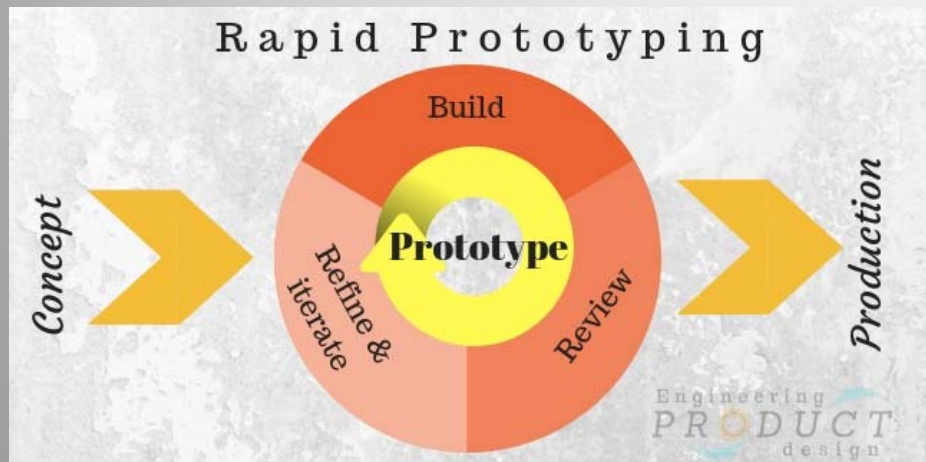 Rapid Prototyping
Concept
Build
Prototype
Refine &
iterate
Review
Production
Engineering
PRODUCT
design